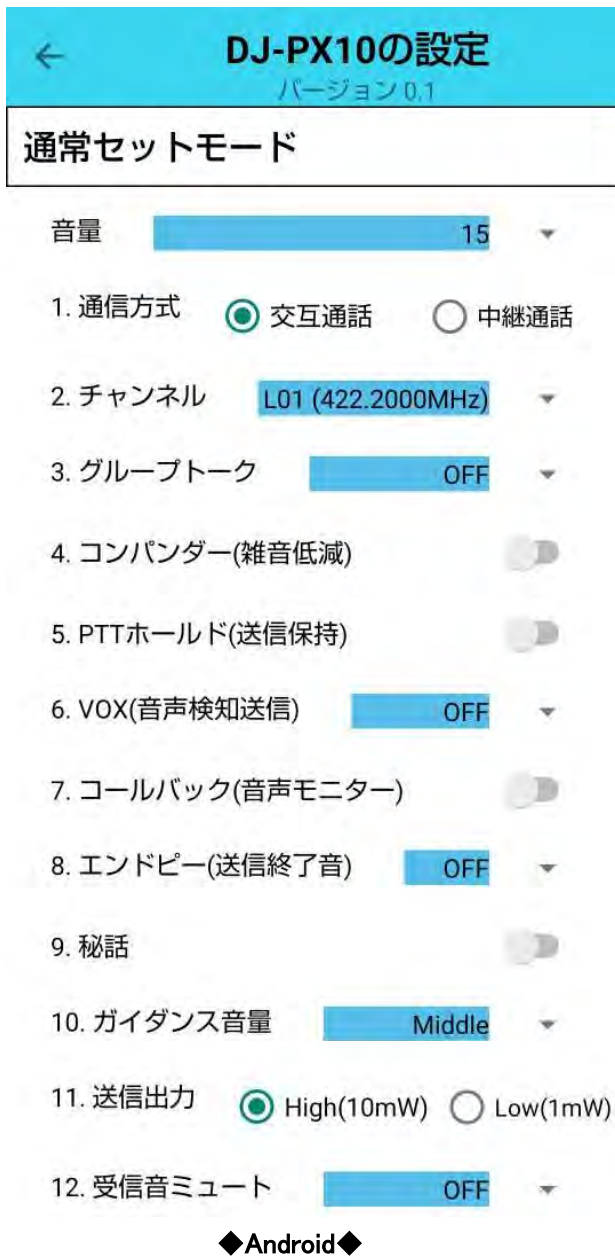 DJ-PX10の設定
バージョン 0.1
通常セットモード
音量 15
1. 通信方式 交互通話 中継通話
2. チャンネル L01 (422.2000MHz)
3. グループトーク OFF
4. コンパンダー(雑音低減)
5. PTTホールド(送信保持)
6. VOX(音声検知送信) OFF
7. コールバック(音声モニター)
8. エンドピー(送信終了音) OFF
9. 秘話
10. ガイダンス音量 Middle
11. 送信出力 High(10mW) Low(1mW)
12. 受信音ミュート OFF
◆Android◆